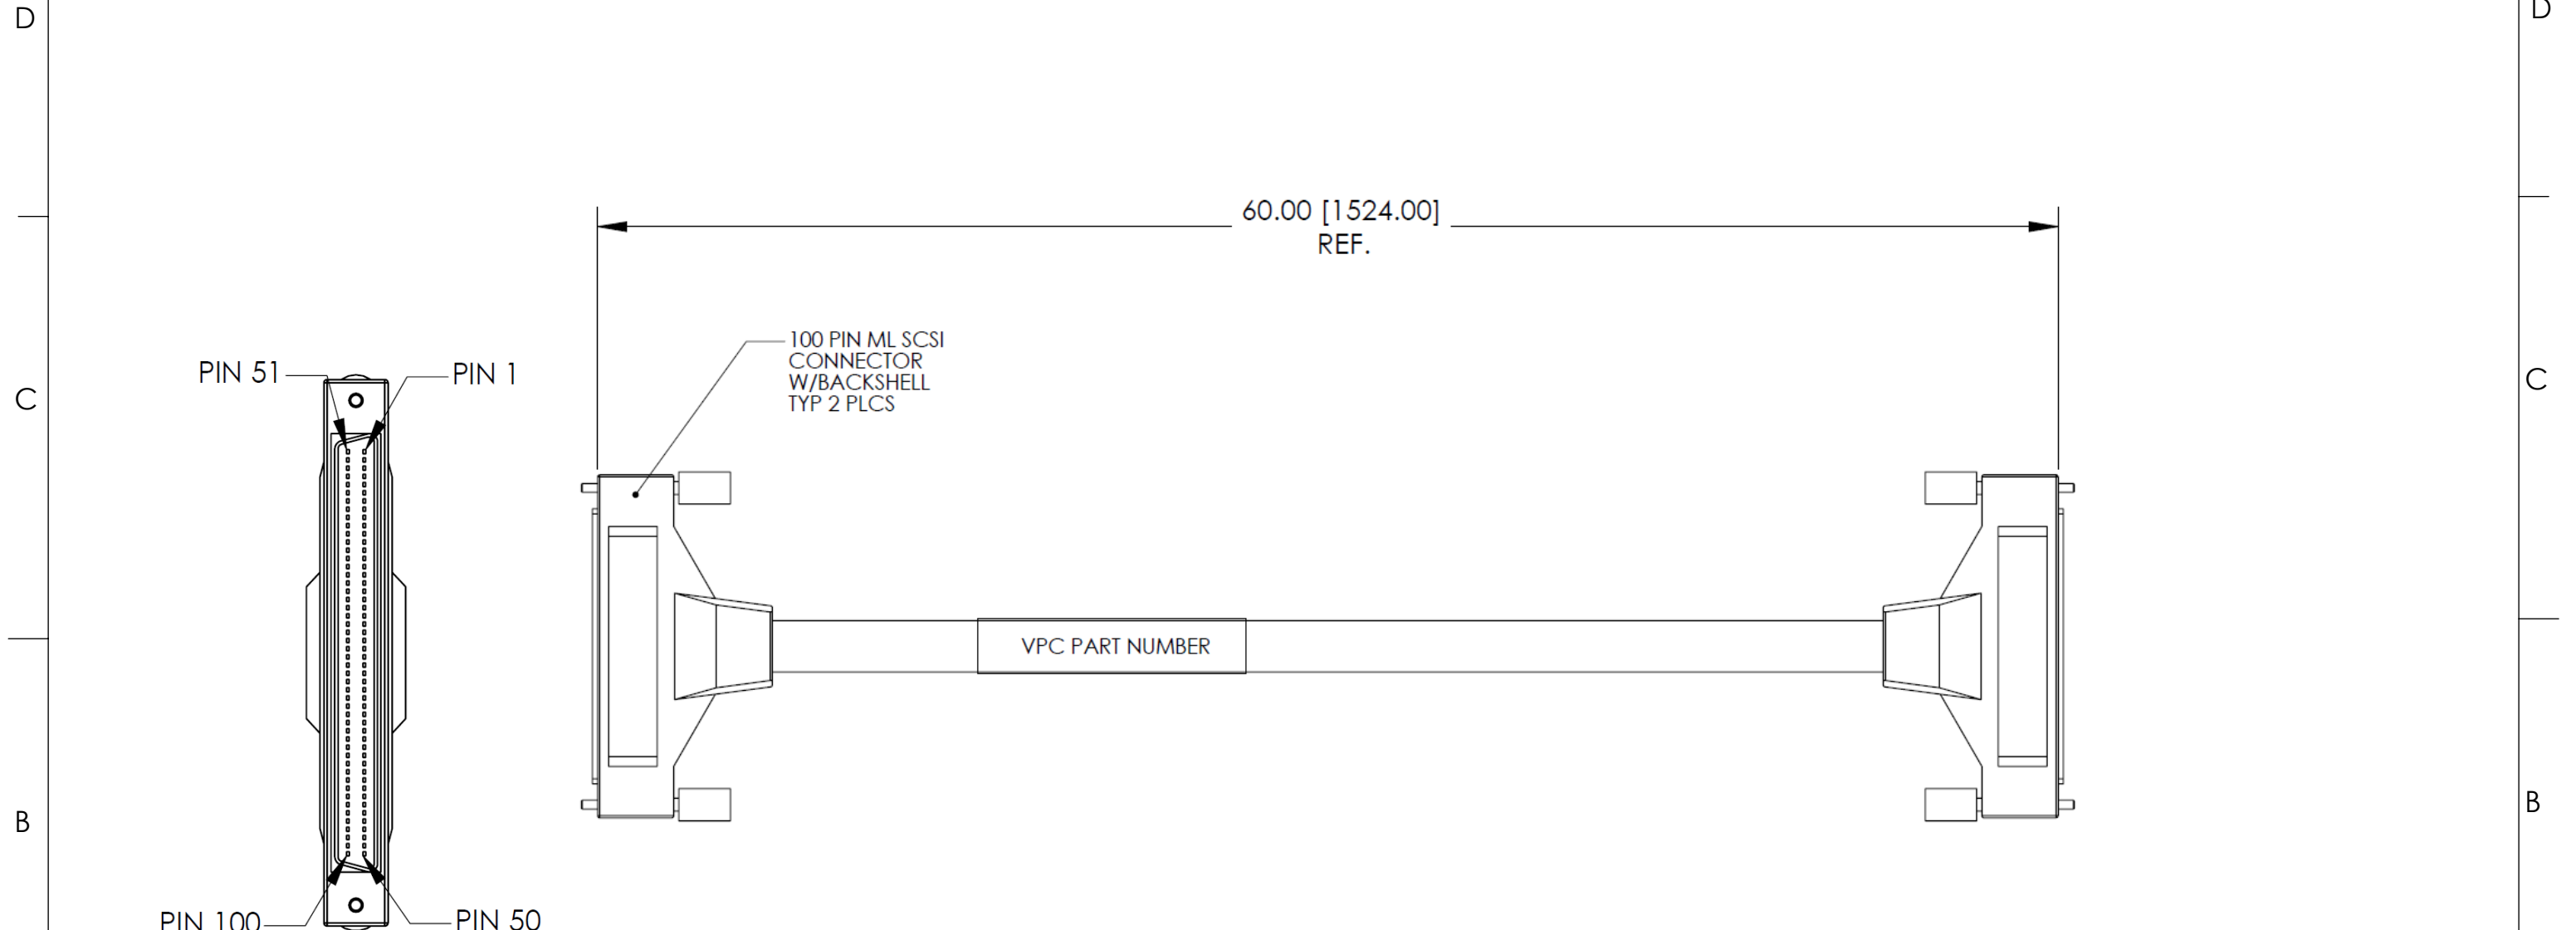 D
D
60.00 [1524.00]
REF.
100 PIN ML SCSI
CONNECTOR
W/BACKSHELL
TYP 2 PLCS
PIN 51
PIN 1
C
C
VPC PART NUMBER
B
B
PIN 100
PIN 50